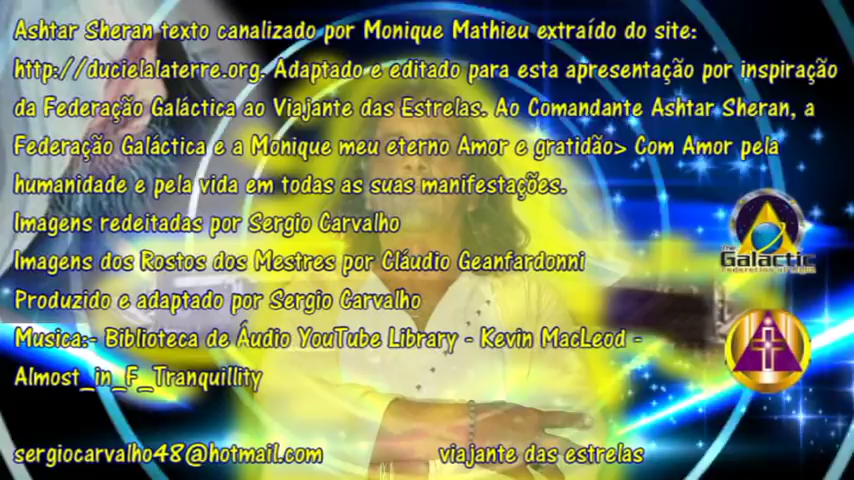 Ashtar Sheran texto canalizado por Monique Mathieu extraído do site:
http://ducielalaterre.org. Adaptado e editado para esta apresentação por inspiração
da Federação Galáctica ao Viajante das Estrelas. Ao Comandante Ashtar Sheran, a
Federação Galáctica e a Monique meu eterno Amor e gratidão> Com Amor pela
humanidade e pela vida em todas as suas manifestações.
Imagens redeitadas por Sergio Carvalho
Imagens dos Rostos dos Mestres por Cláudio Geanfardonni
the
Galactic
federation of light
Produzido e adaptado por Sergio Carvalho
Musica:- Biblioteca de Áudio YouTube Library - Kevin MacLeod -
Almost_in_F_Tranquillity
sergiocarvalho48@hotmail.com viajante das estrelas